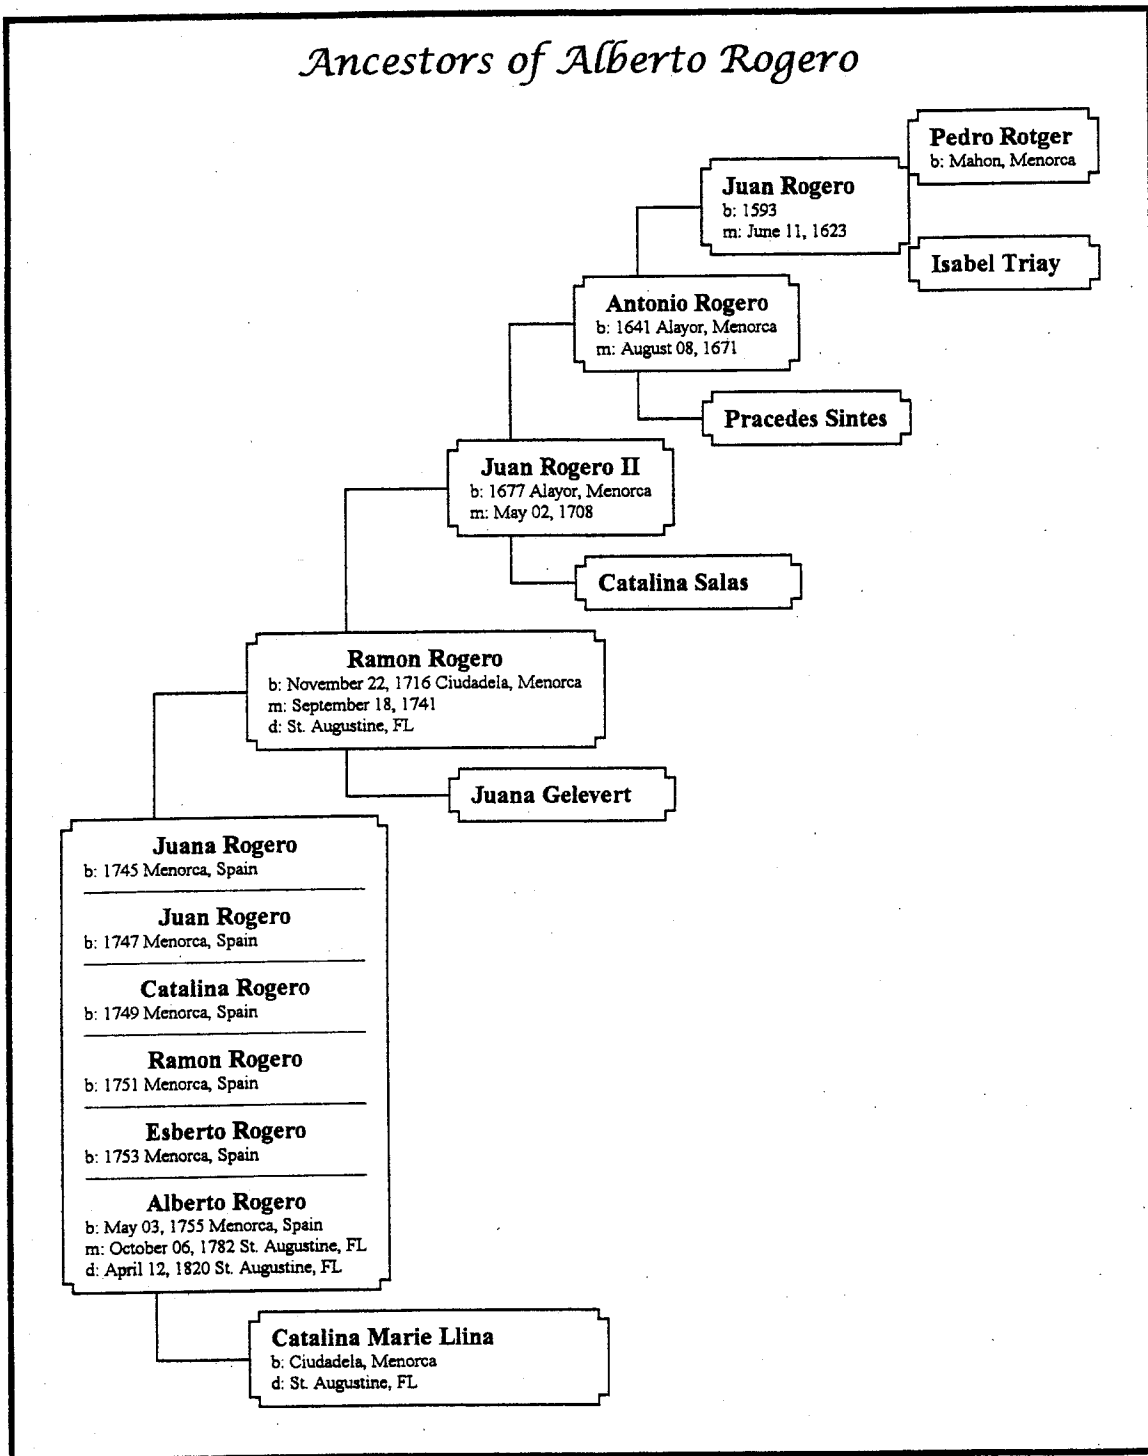 Ancestors of Alberto Rogero
Pedro Rotger
b: Mahon, Menorca
Juan Rogero
b: 1593
m: June 11, 1623
Isabel Triay
Antonio Rogero
b: 1641 Alayor, Menorca
m: August 08, 1671
Pracedes Sintes
Juan Rogero II
b: 1677 Alayor, Menorca
m: May 02, 1708
Catalina Salas
Ramon Rogero
b: November 22, 1716 Ciudadela, Menorca
m: September 18, 1741
d: St. Augustine, FL
Juana Gelevert
Juana Rogero
b: 1745 Menorca, Spain
Juan Rogero
b: 1747 Menorca, Spain
Catalina Rogero
b: 1749 Menorca, Spain
Ramon Rogero
b: 1751 Menorca, Spain
Esberto Rogero
b: 1753 Menorca, Spain
Alberto Rogero
b: May 03, 1755 Menorca, Spain
m: October 06, 1782 St. Augustine, FL
d: April 12, 1820 St. Augustine, FL
Catalina Marie Llina
b: Ciudadela, Menorca
d: St. Augustine, FL